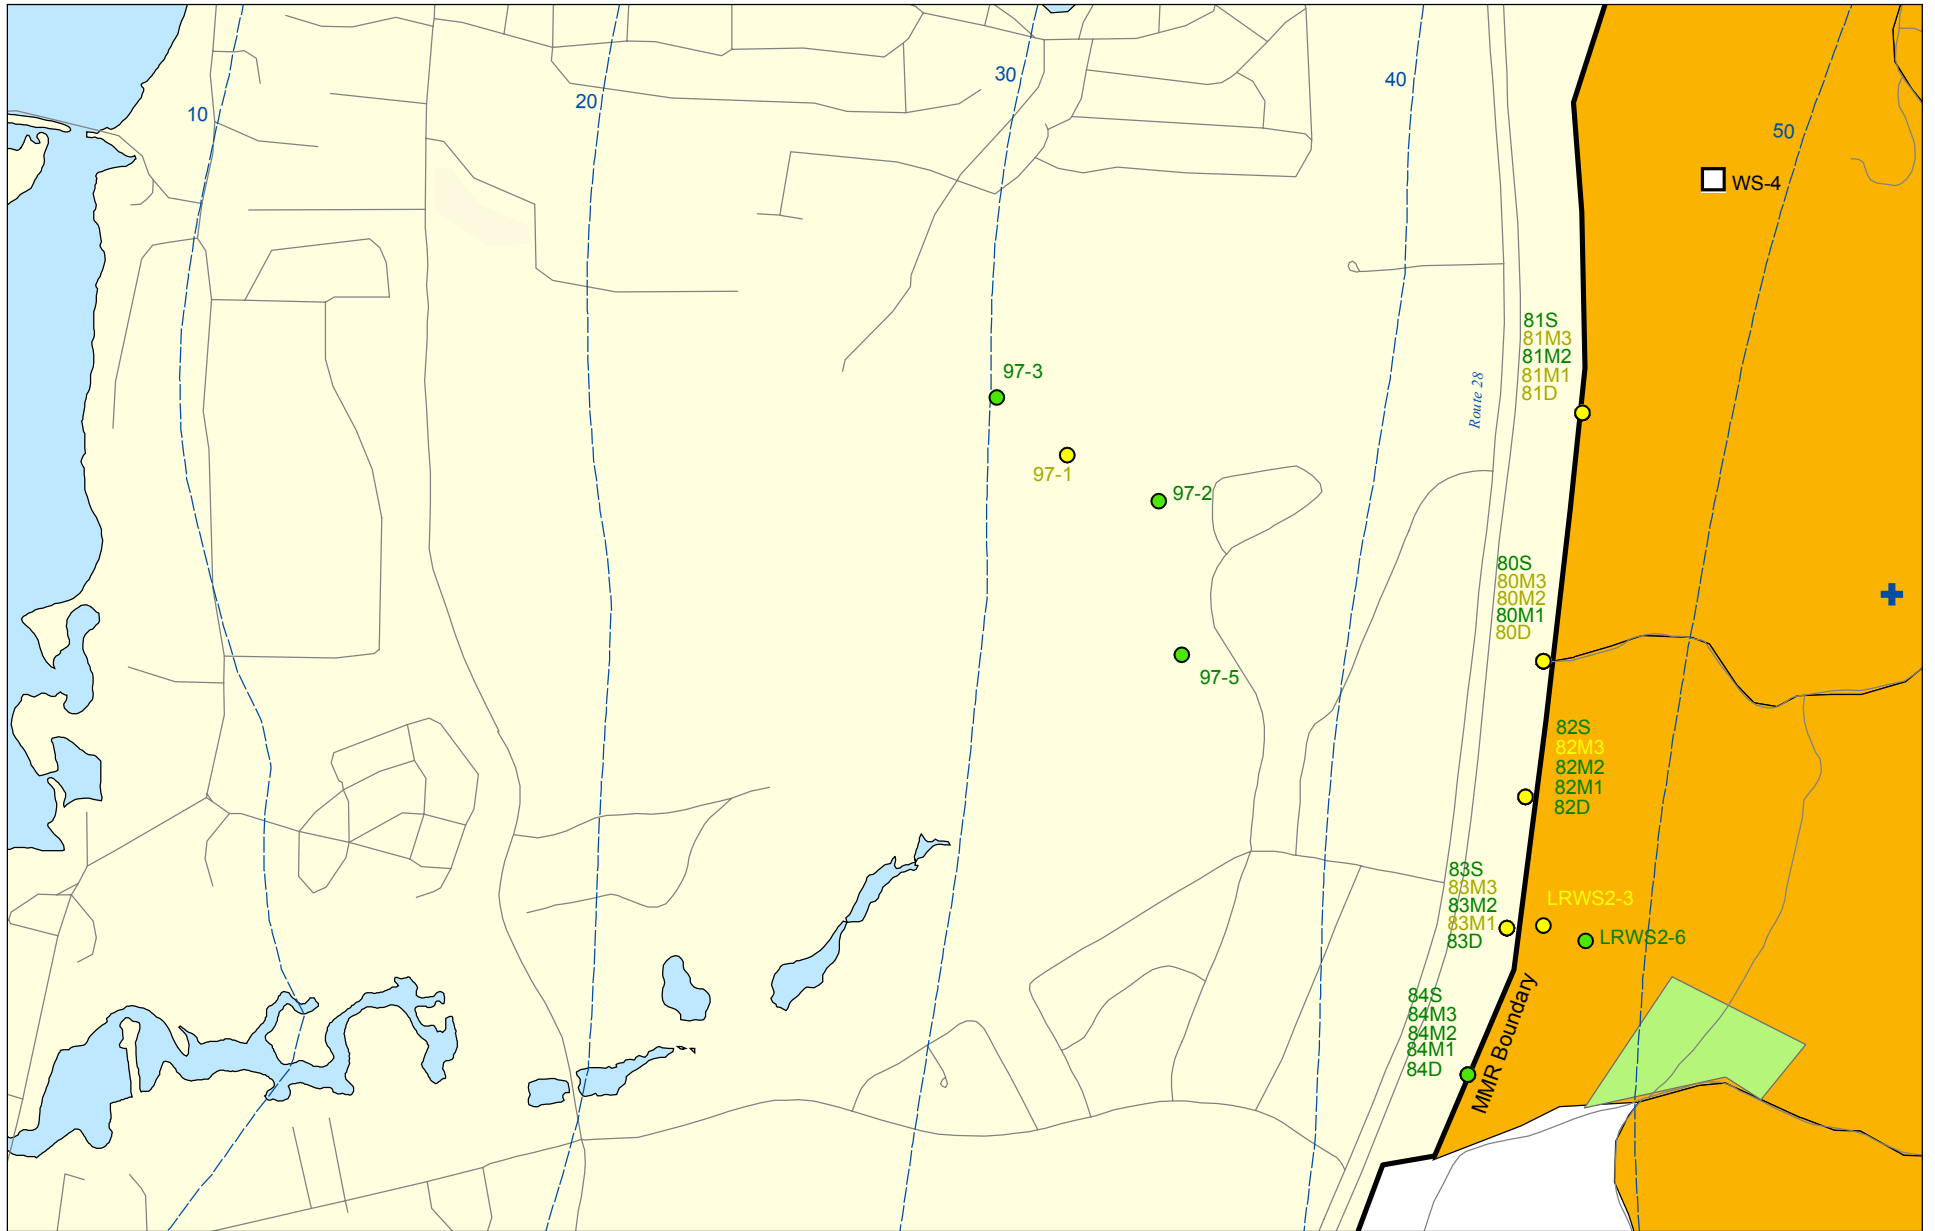 30
40
20
10
50
WS-4
81S
81M3
81M2
81M1
81D
Route 28
97-3
97-1
97-2
80S
80M3
80M2
80M1
80D
97-5
82S
82M3
82M2
82M1
82D
83S
83M3
83M2
83M1
83D
LRWS2-3
LRWS2-6
84S
84M3
84M2
84M1
84D
MMR Boundary